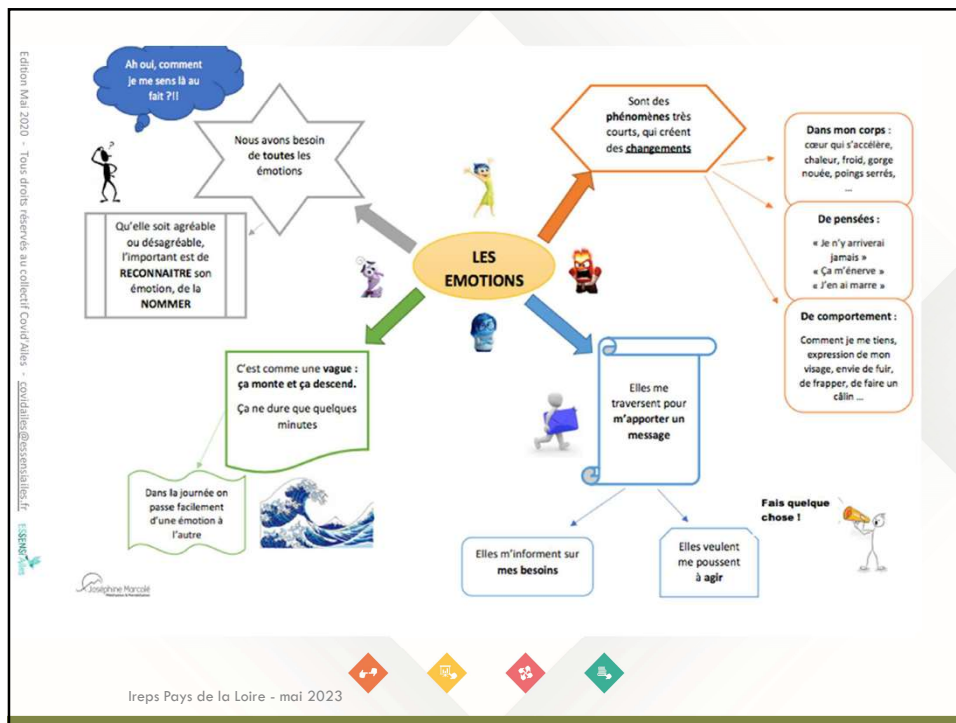 Edition Mai 2020 - Tous droits réservés au collectif Covid'Ailes - covidailes@essensiailes.fr
ESSENSI'Ailes
Ah oui, comment
je me sens là au
fait ?!!
Nous avons besoin
de toutes les
émotions
Qu'elle soit agréable
ou désagréable,
l'important est de
RECONNAITRE son
émotion, de la
NOMMER
LES
EMOTIONS
Sont des
phénomènes très
courts, qui créent
des changements
Dans mon corps :
cœur qui s'accélère,
chaleur, froid, gorge
nouée, poings serrés,
...
De pensées :
« Je n'y arriverai
jamais »
« Ça m'énerve »
« J'en ai marre »
De comportement :
Comment je me tiens,
expression de mon
visage, envie de fuir,
de frapper, de faire un
câlin ...
C'est comme une vague :
ça monte et ça descend.
Ça ne dure que quelques
minutes
Dans la journée on
passe facilement
d'une émotion à
l'autre
Elles me
traversent pour
m'apporter un
message
Elles m'informent sur
mes besoins
Elles veulent
me poussent
à agir
Fais quelque
chose !
Joséphine Marcolé
Ireps Pays de la Loire - mai 2023